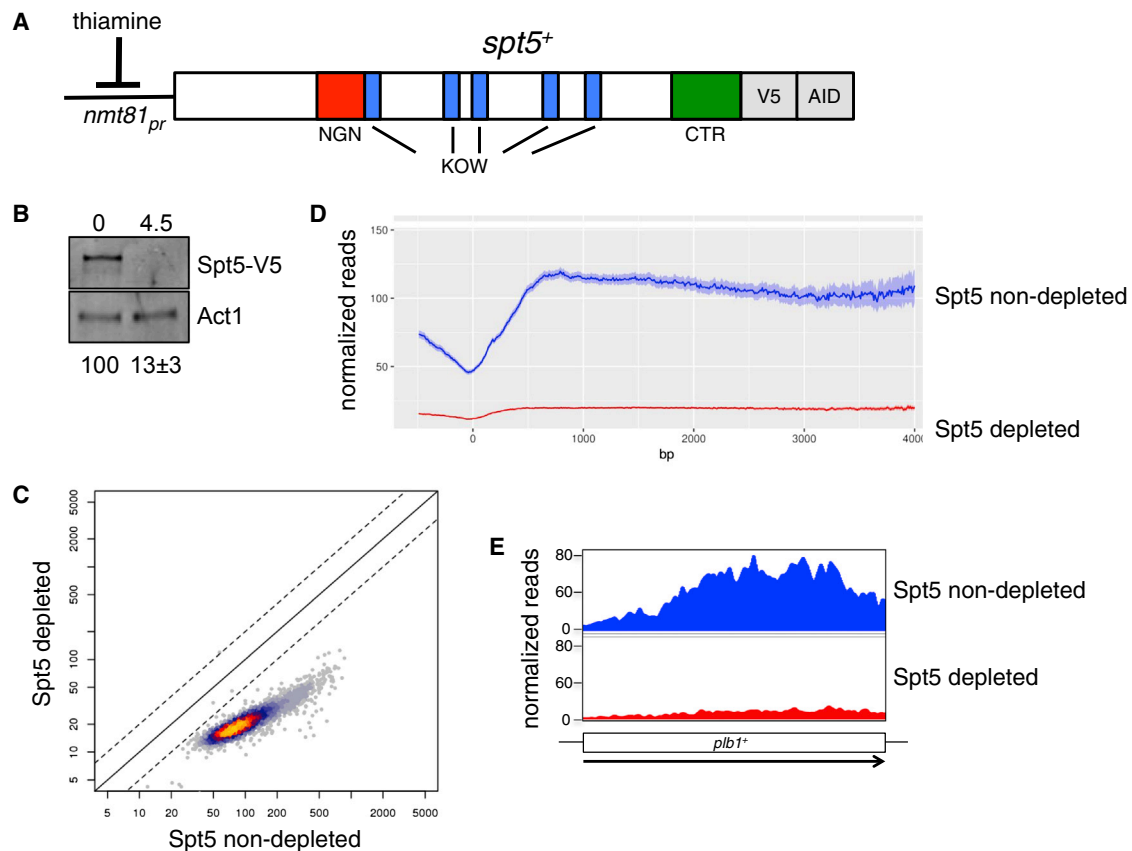 A
thiamine
spt5+
nmt81pr
V5
AID
NGN
KOW
CTR
B
0 4.5
Spt5-V5
Act1
100 13±3
D
normalized reads
150
100
50
0 1000 2000 3000 4000
bp
Spt5 non-depleted
Spt5 depleted
C
Spt5 depleted
5000
2000
500
100
50
20
10
5
5 10 20 50 100 200 500 2000 5000
Spt5 non-depleted
E
normalized reads
80
60
0
Spt5 non-depleted
80
60
0
Spt5 depleted
plb1+